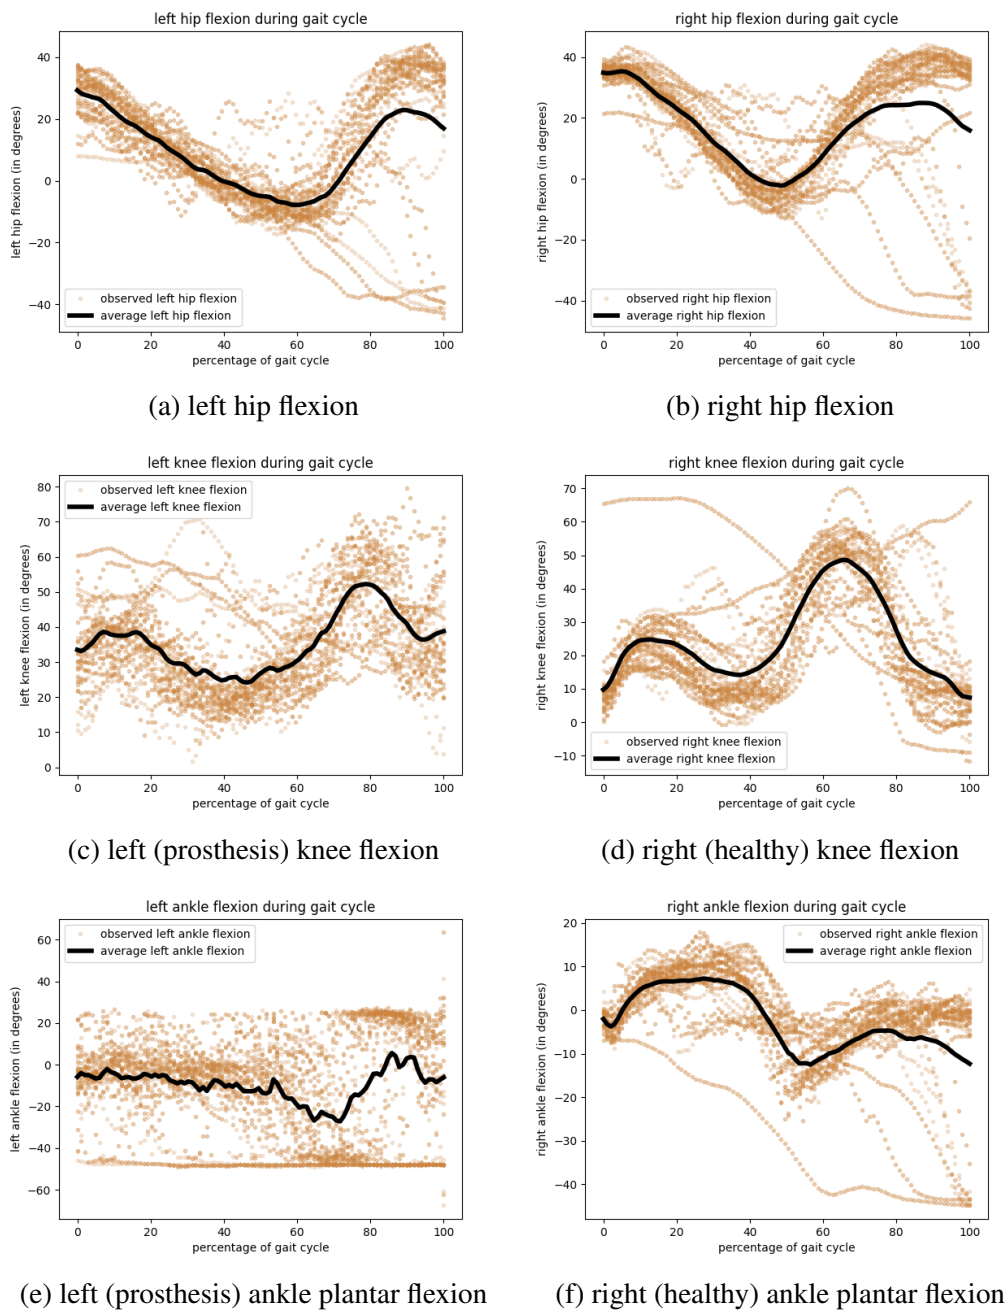 left hip flexion during gait cycle
left hip flexion (in degrees)
40
20
0
−20
−40
observed left hip flexion
average left hip flexion
0 20 40 60 80 100
percentage of gait cycle
(a) left hip flexion
right hip flexion during gait cycle
right hip flexion (in degrees)
40
20
0
−20
−40
observed right hip flexion
average right hip flexion
0 20 40 60 80 100
percentage of gait cycle
(b) right hip flexion
left knee flexion during gait cycle
left knee flexion (in degrees)
observed left knee flexion
average left knee flexion
80
70
60
50
40
30
20
10
0
0 20 40 60 80 100
percentage of gait cycle
(c) left (prosthesis) knee flexion
right knee flexion during gait cycle
right knee flexion (in degrees)
70
60
50
40
30
20
10
0
−10
observed right knee flexion
average right knee flexion
0 20 40 60 80 100
percentage of gait cycle
(d) right (healthy) knee flexion
left ankle flexion during gait cycle
left ankle flexion (in degrees)
observed left ankle flexion
average left ankle flexion
60
40
20
0
−20
−40
−60
0 20 40 60 80 100
percentage of gait cycle
(e) left (prosthesis) ankle plantar flexion
right ankle flexion during gait cycle
right ankle flexion (in degrees)
observed right ankle flexion
average right ankle flexion
20
10
0
−10
−20
−30
−40
0 20 40 60 80 100
percentage of gait cycle
(f) right (healthy) ankle plantar flexion